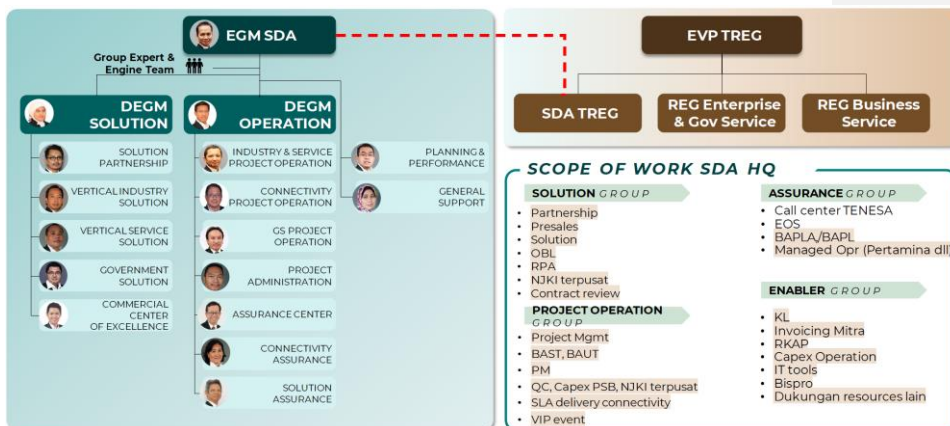 EGM SDA
Group Expert &
Engine Team
DEGM
SOLUTION
SOLUTION
PARTNERSHIP
VERTICAL INDUSTRY
SOLUTION
VERTICAL SERVICE
SOLUTION
GOVERNMENT
SOLUTION
COMMERCIAL
CENTER
OF EXCELLENCE
DEGM
OPERATION
INDUSTRY & SERVICE
PROJECT OPERATION
CONNECTIVITY
PROJECT OPERATION
GS PROJECT
OPERATION
PROJECT
ADMINISTRATION
ASSURANCE CENTER
CONNECTIVITY
ASSURANCE
SOLUTION
ASSURANCE
PLANNING &
PERFORMANCE
GENERAL
SUPPORT
EVP TREG
SDA TREG
REG Enterprise
& Gov Service
REG Business
Service
SCOPE OF WORK SDA HQ
SOLUTION GROUP
• Partnership
• Presales
• Solution
• OBL
• RPA
• NJKI terpusat
• Contract review
PROJECT OPERATION
GROUP
• Project Mgmt
• BAST, BAUT
• PM
• QC, Capex PSB, NJKI terpusat
• SLA delivery connectivity
• VIP event
ASSURANCE GROUP
• Call center TENESA
• EOS
• BAPLA/BAPL
• Managed Opr (Pertamina dll)
ENABLER GROUP
• KL
• Invoicing Mitra
• RKAP
• Capex Operation
• IT tools
• Bispro
• Dukungan resources lain